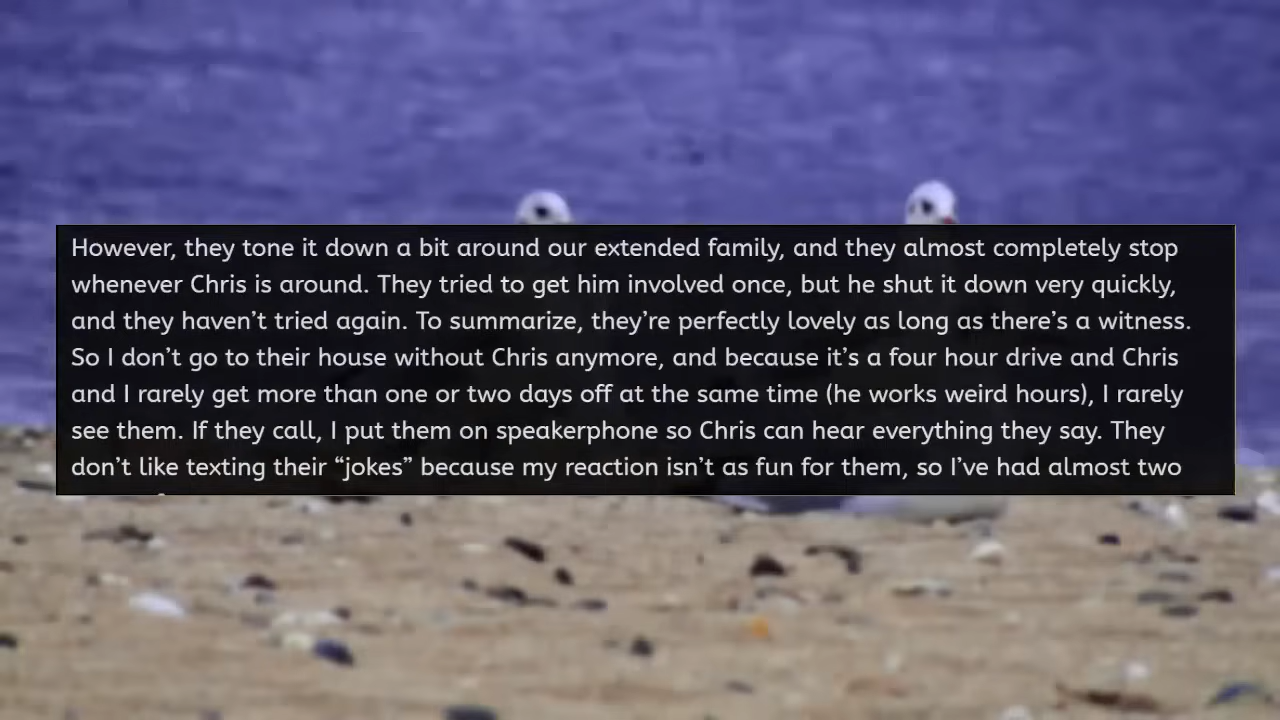 However, they tone it down a bit around our extended family, and they almost completely stop
whenever Chris is around. They tried to get him involved once, but he shut it down very quickly,
and they haven’t tried again. To summarize, they’re perfectly lovely as long as there’s a witness.
So I don’t go to their house without Chris anymore, and because it’s a four hour drive and Chris
and I rarely get more than one or two days off at the same time (he works weird hours), I rarely
see them. If they call, I put them on speakerphone so Chris can hear everything they say. They
don’t like texting their “jokes” because my reaction isn’t as fun for them, so I’ve had almost two